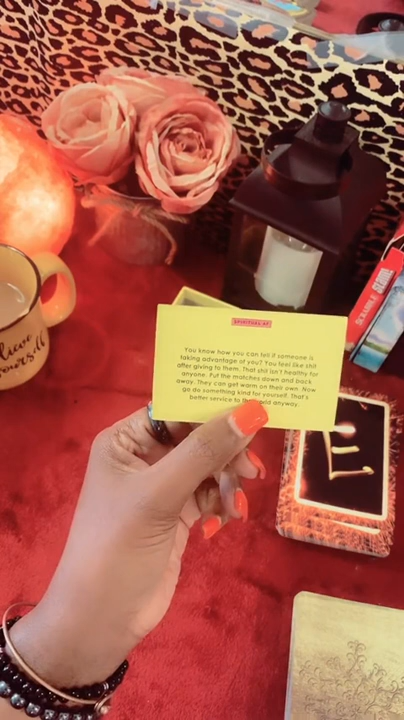 SPIRITUAL AF
You know how you can tell if someone is
taking advantage of you? You feel like shit
after giving to them. That shit isn't healthy for
anyone. Put the matches down and back
away. They can get warm on their own. Now
go do something kind for yourself. That's
better service to the world anyway.
yourself
SCRABBLE